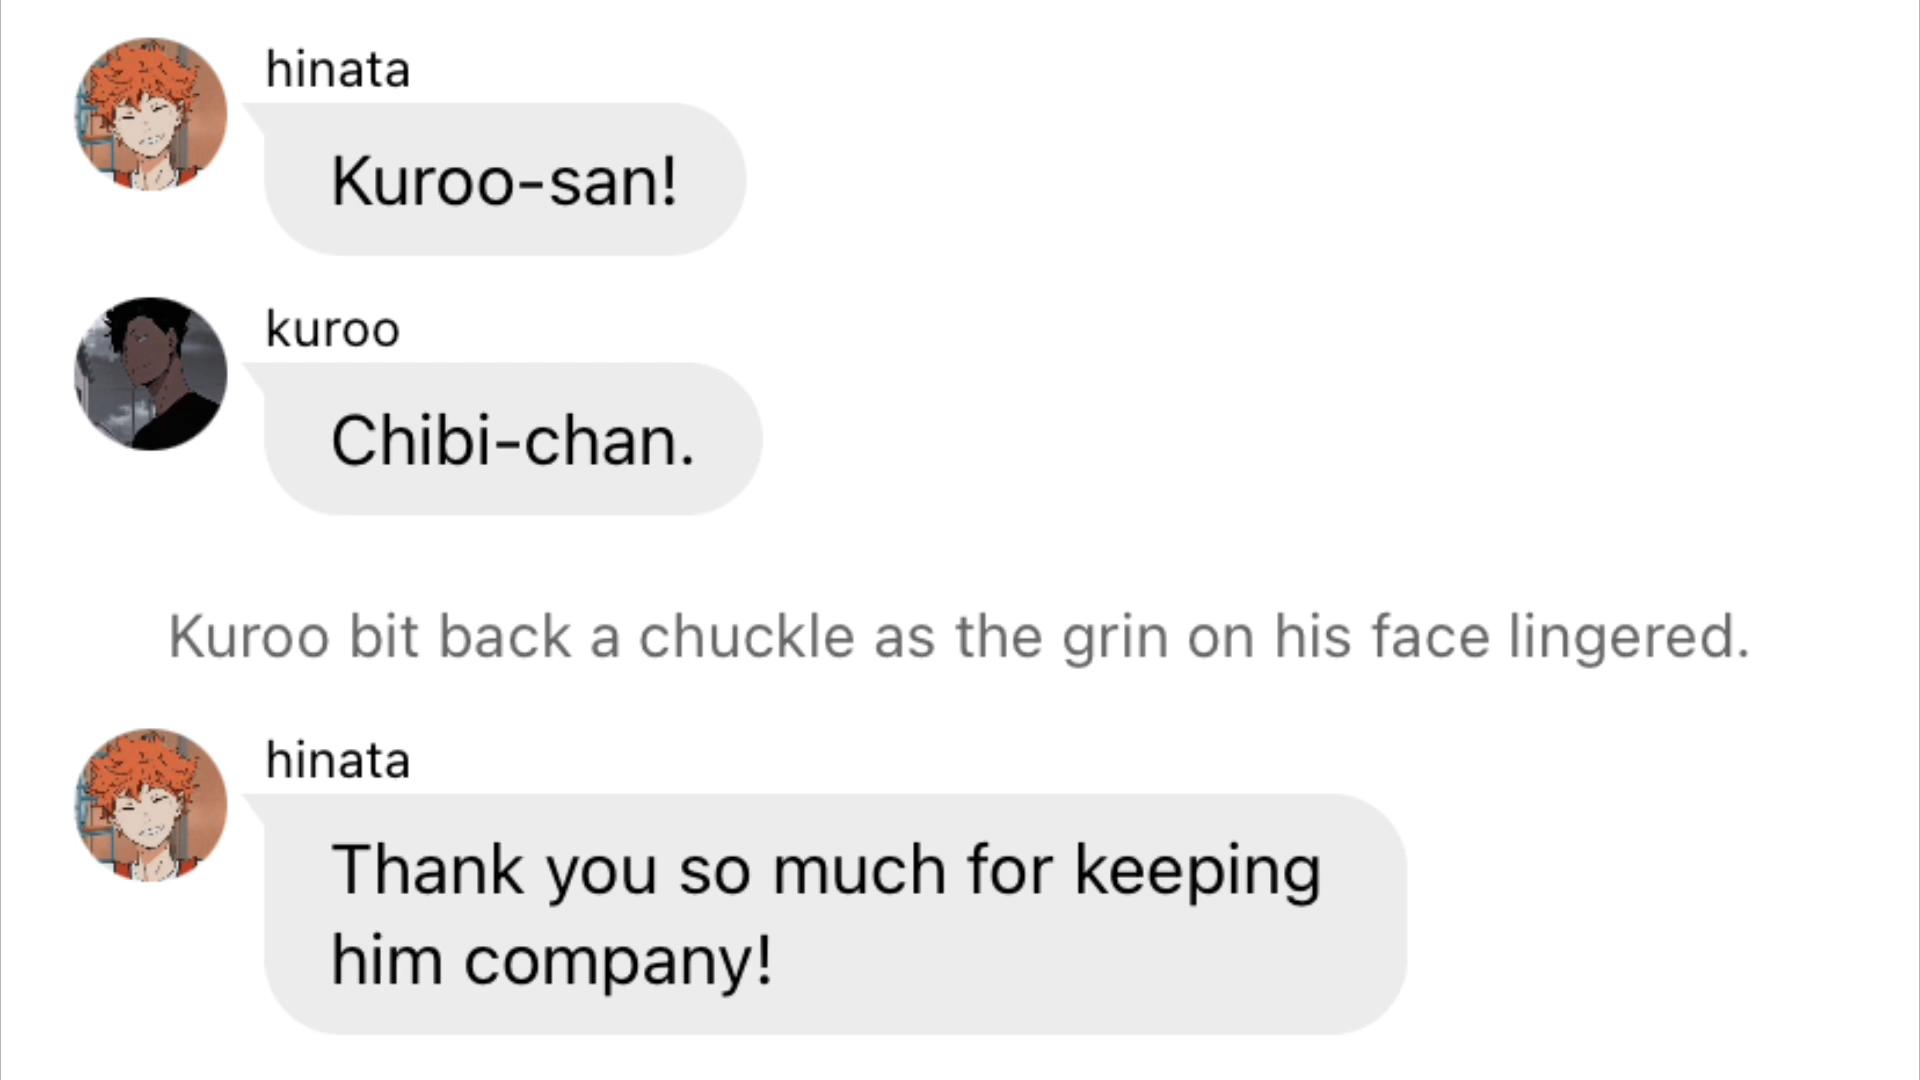 hinata
Kuroo-san!
kuroo
Chibi-chan.
Kuroo bit back a chuckle as the grin on his face lingered.
hinata
Thank you so much for keeping
him company!